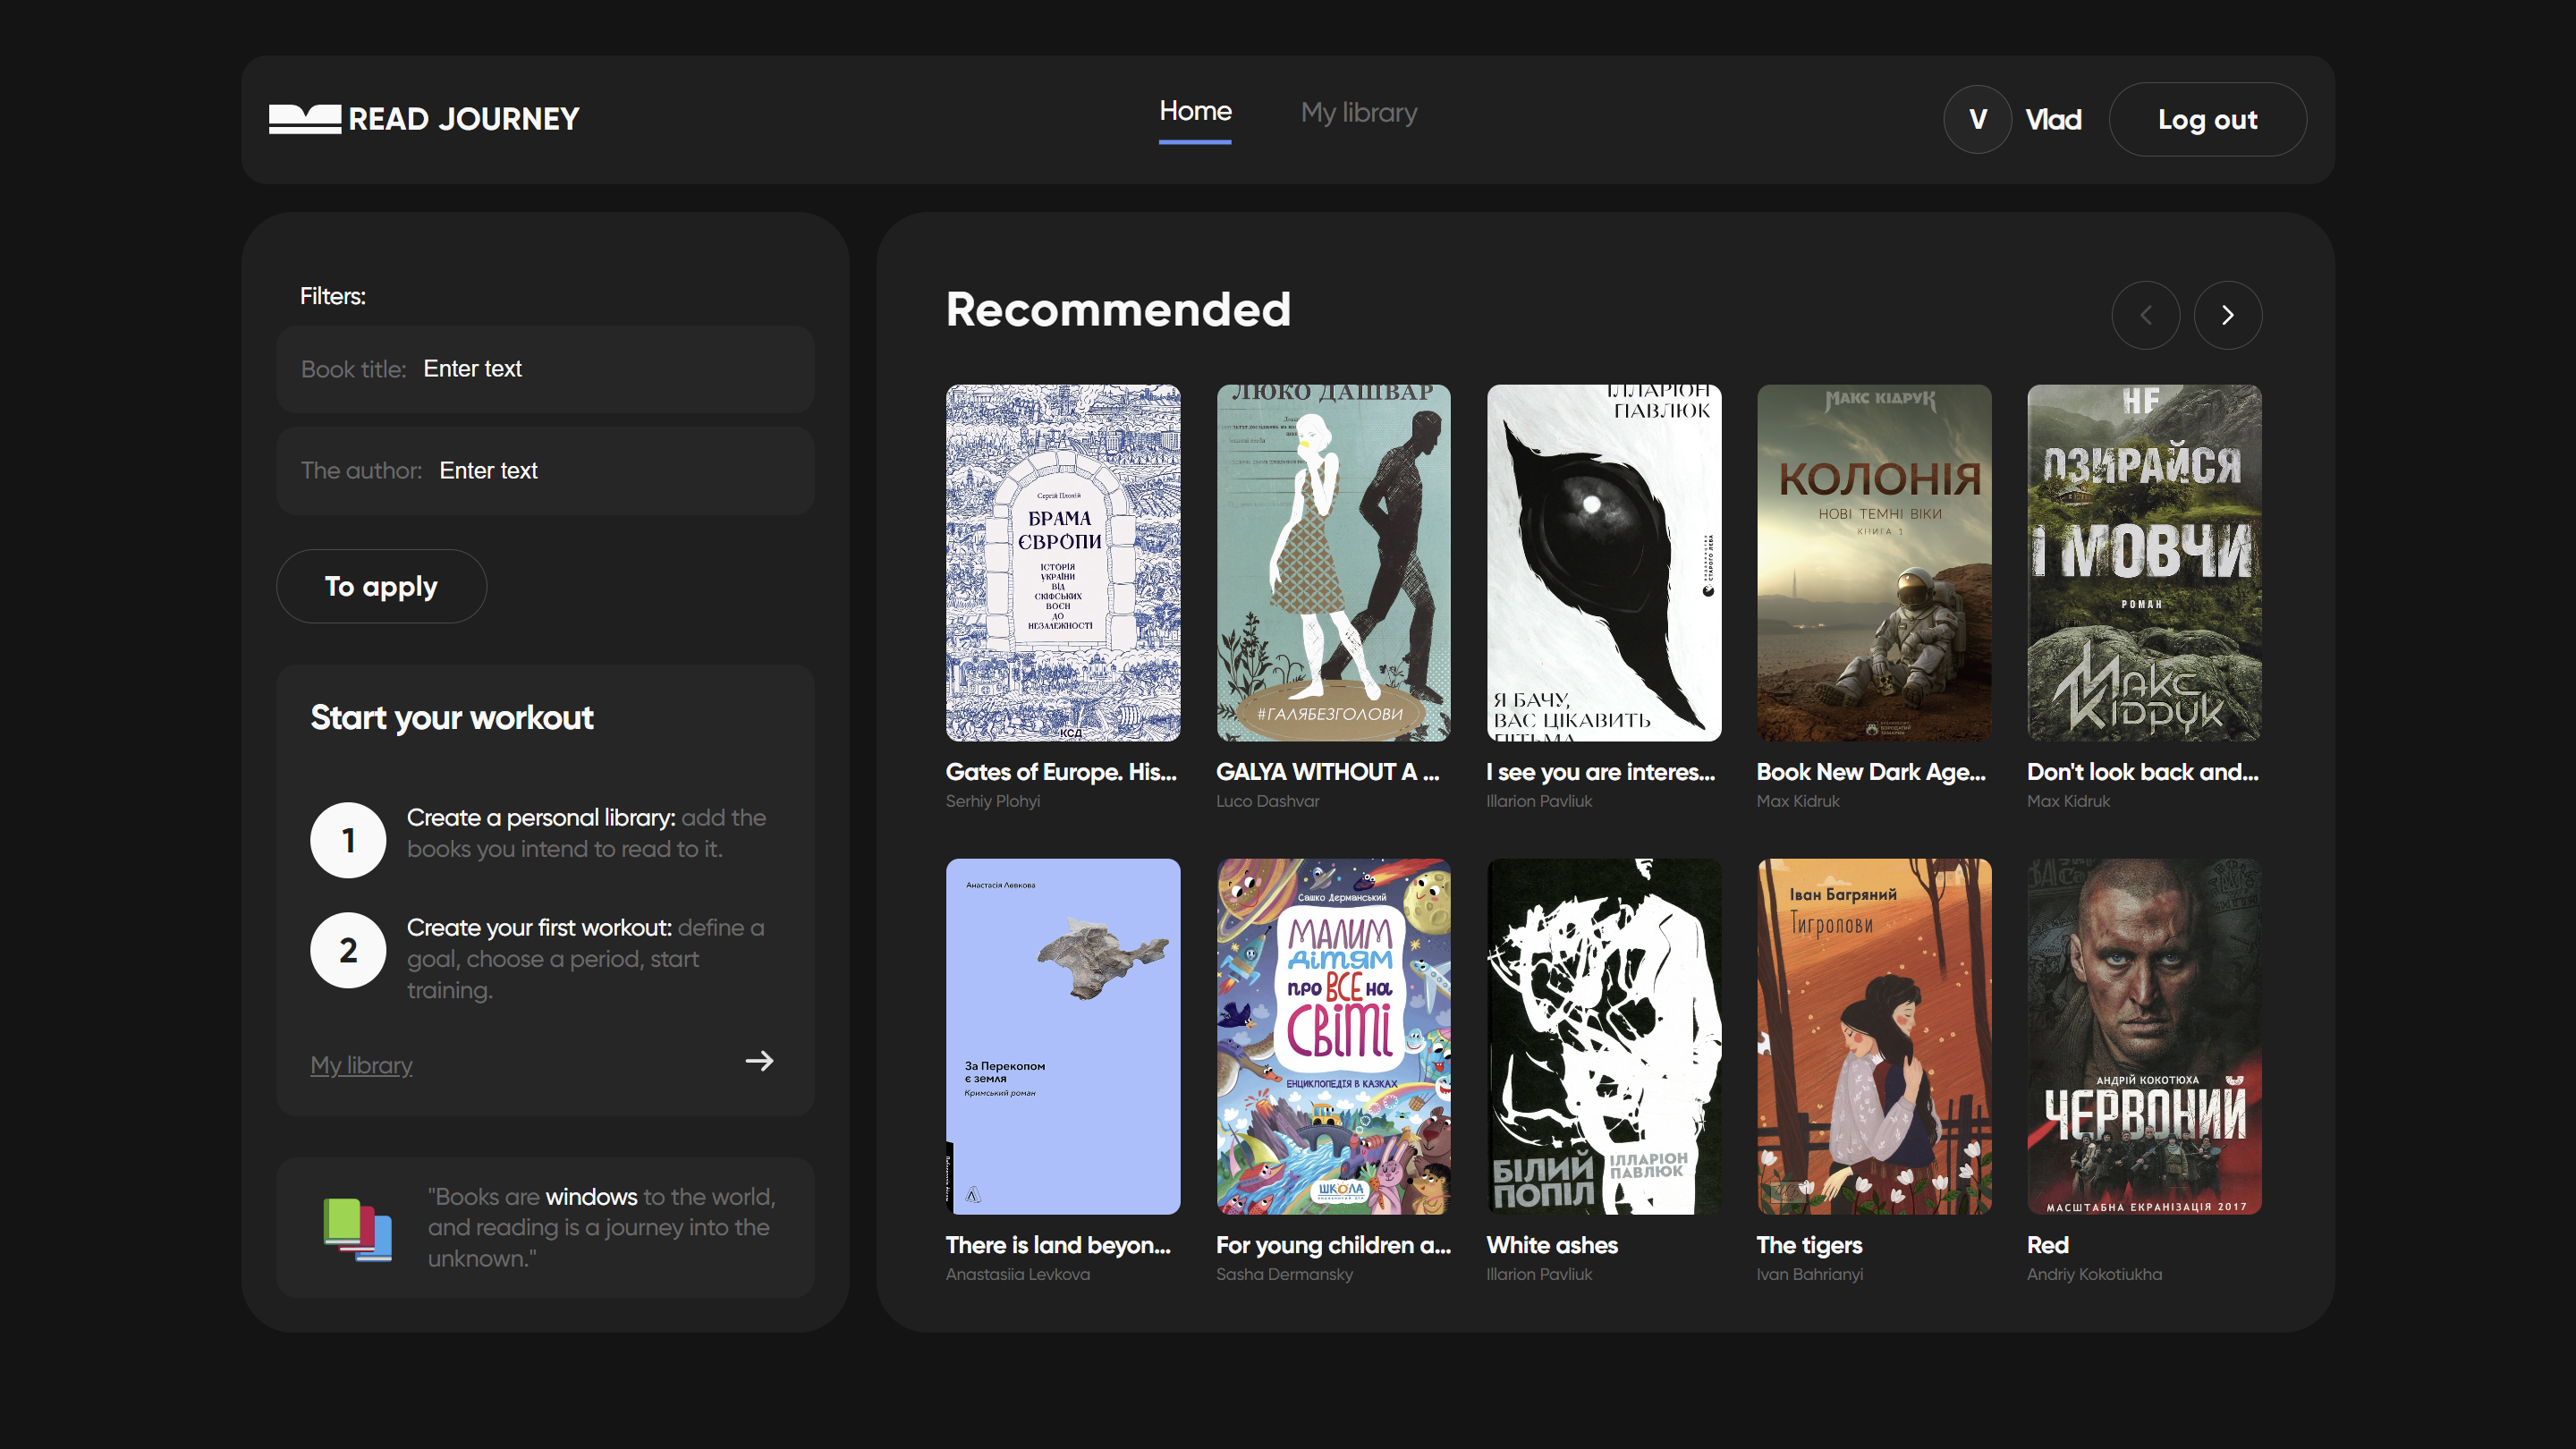 READ JOURNEY
Home
My library
V
Vlad
Log out
Filters:
Book title: Enter text
The author: Enter text
To apply
Start your workout
1
Create a personal library: add the
books you intend to read to it.
2
Create your first workout: define a
goal, choose a period, start
training.
My library
"Books are windows to the world,
and reading is a journey into the
unknown."
Recommended
Сергій Плохій
БРАМА
ЄВРОПИ
ІСТОРІЯ
УКРАЇНИ
ВІД
СКІФСЬКИХ
ВОЄН
ДО
НЕЗАЛЕЖНОСТІ
КСД
Gates of Europe. His...
Serhiy Plohyi
ЛЮКО ДАШВАР
#ГАЛЯБЕЗГОЛОВИ
GALYA WITHOUT A ...
Luco Dashvar
ІЛЛАРІОН
ПАВЛЮК
СТАРОГО ЛЕВА
Я БАЧУ,
ВАС ЦІКАВИТЬ
ПІТЬМА
I see you are interes...
Illarion Pavliuk
МАКС КІДРУК
КОЛОНІЯ
НОВІ ТЕМНІ ВІКИ
КНИГА 1
Book New Dark Age...
Max Kidruk
НЕ
ОЗИРАЙСЯ
І МОВЧИ
РОМАН
Макс
Кідрук
Don't look back and...
Max Kidruk
Анастасія Левкова
За Перекопом
є земля
Кримський роман
There is land beyon...
Anastasiia Levkova
Сашко Дерманський
МАЛИМ
дітям
про ВСЕ на
СВІТІ
ЕНЦИКЛОПЕДІЯ В КАЗКАХ
ШКОЛА
For young children a...
Sasha Dermansky
БІЛИЙ
ПОПІЛ
ІЛЛАРІОН
ПАВЛЮК
White ashes
Illarion Pavliuk
Іван Багряний
Тигролови
The tigers
Ivan Bahrianyi
АНДРІЙ КОКОТЮХА
ЧЕРВОНИЙ
МАСШТАБНА ЕКРАНІЗАЦІЯ 2017
Red
Andriy Kokotiukha